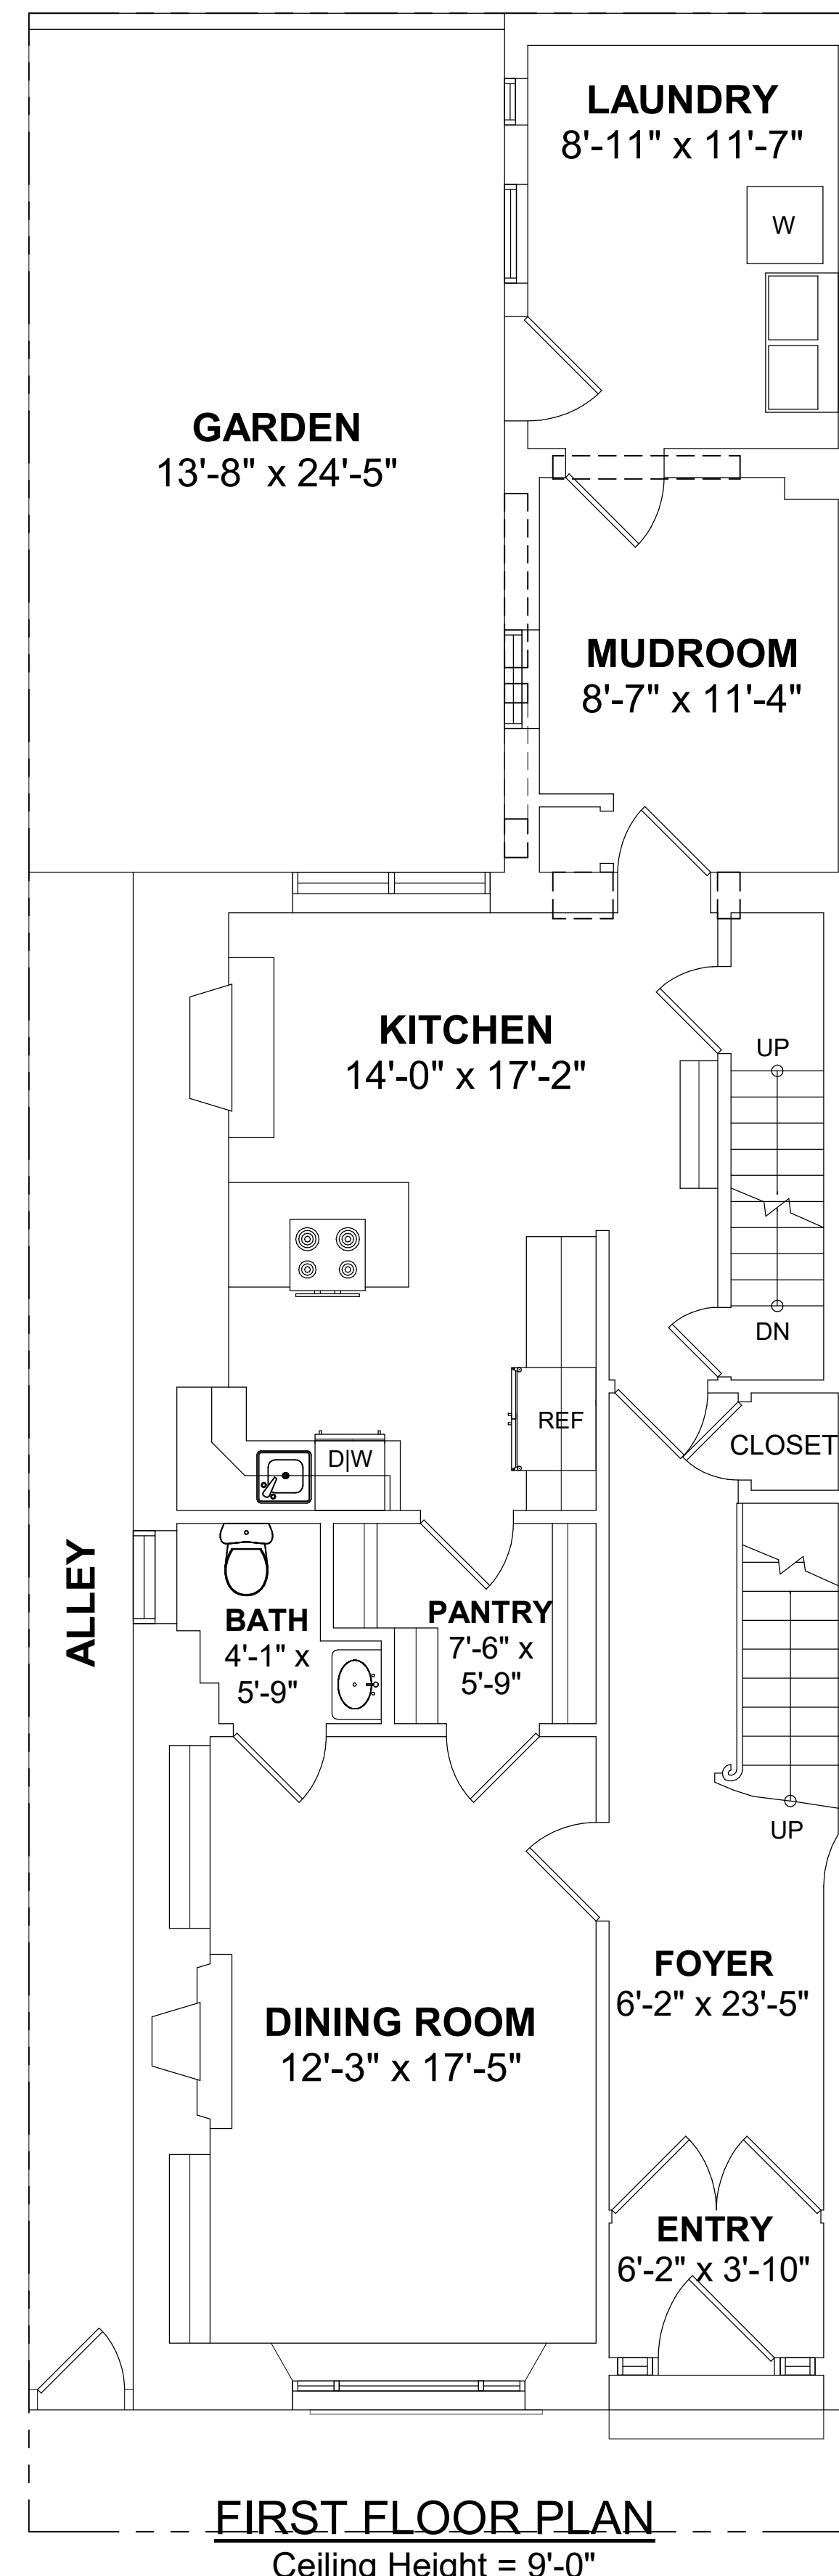 LAUNDRY
8'-11" x 11'-7"
W
GARDEN
13'-8" x 24'-5"
MUDROOM
8'-7" x 11'-4"
KITCHEN
14'-0" x 17'-2"
UP
DN
REF
CLOSET
D|W
ALLEY
BATH
4'-1" x
5'-9"
PANTRY
7'-6" x
5'-9"
UP
FOYER
6'-2" x 23'-5"
DINING ROOM
12'-3" x 17'-5"
ENTRY
6'-2" x 3'-10"
FIRST FLOOR PLAN
Ceiling Height = 9'-0"